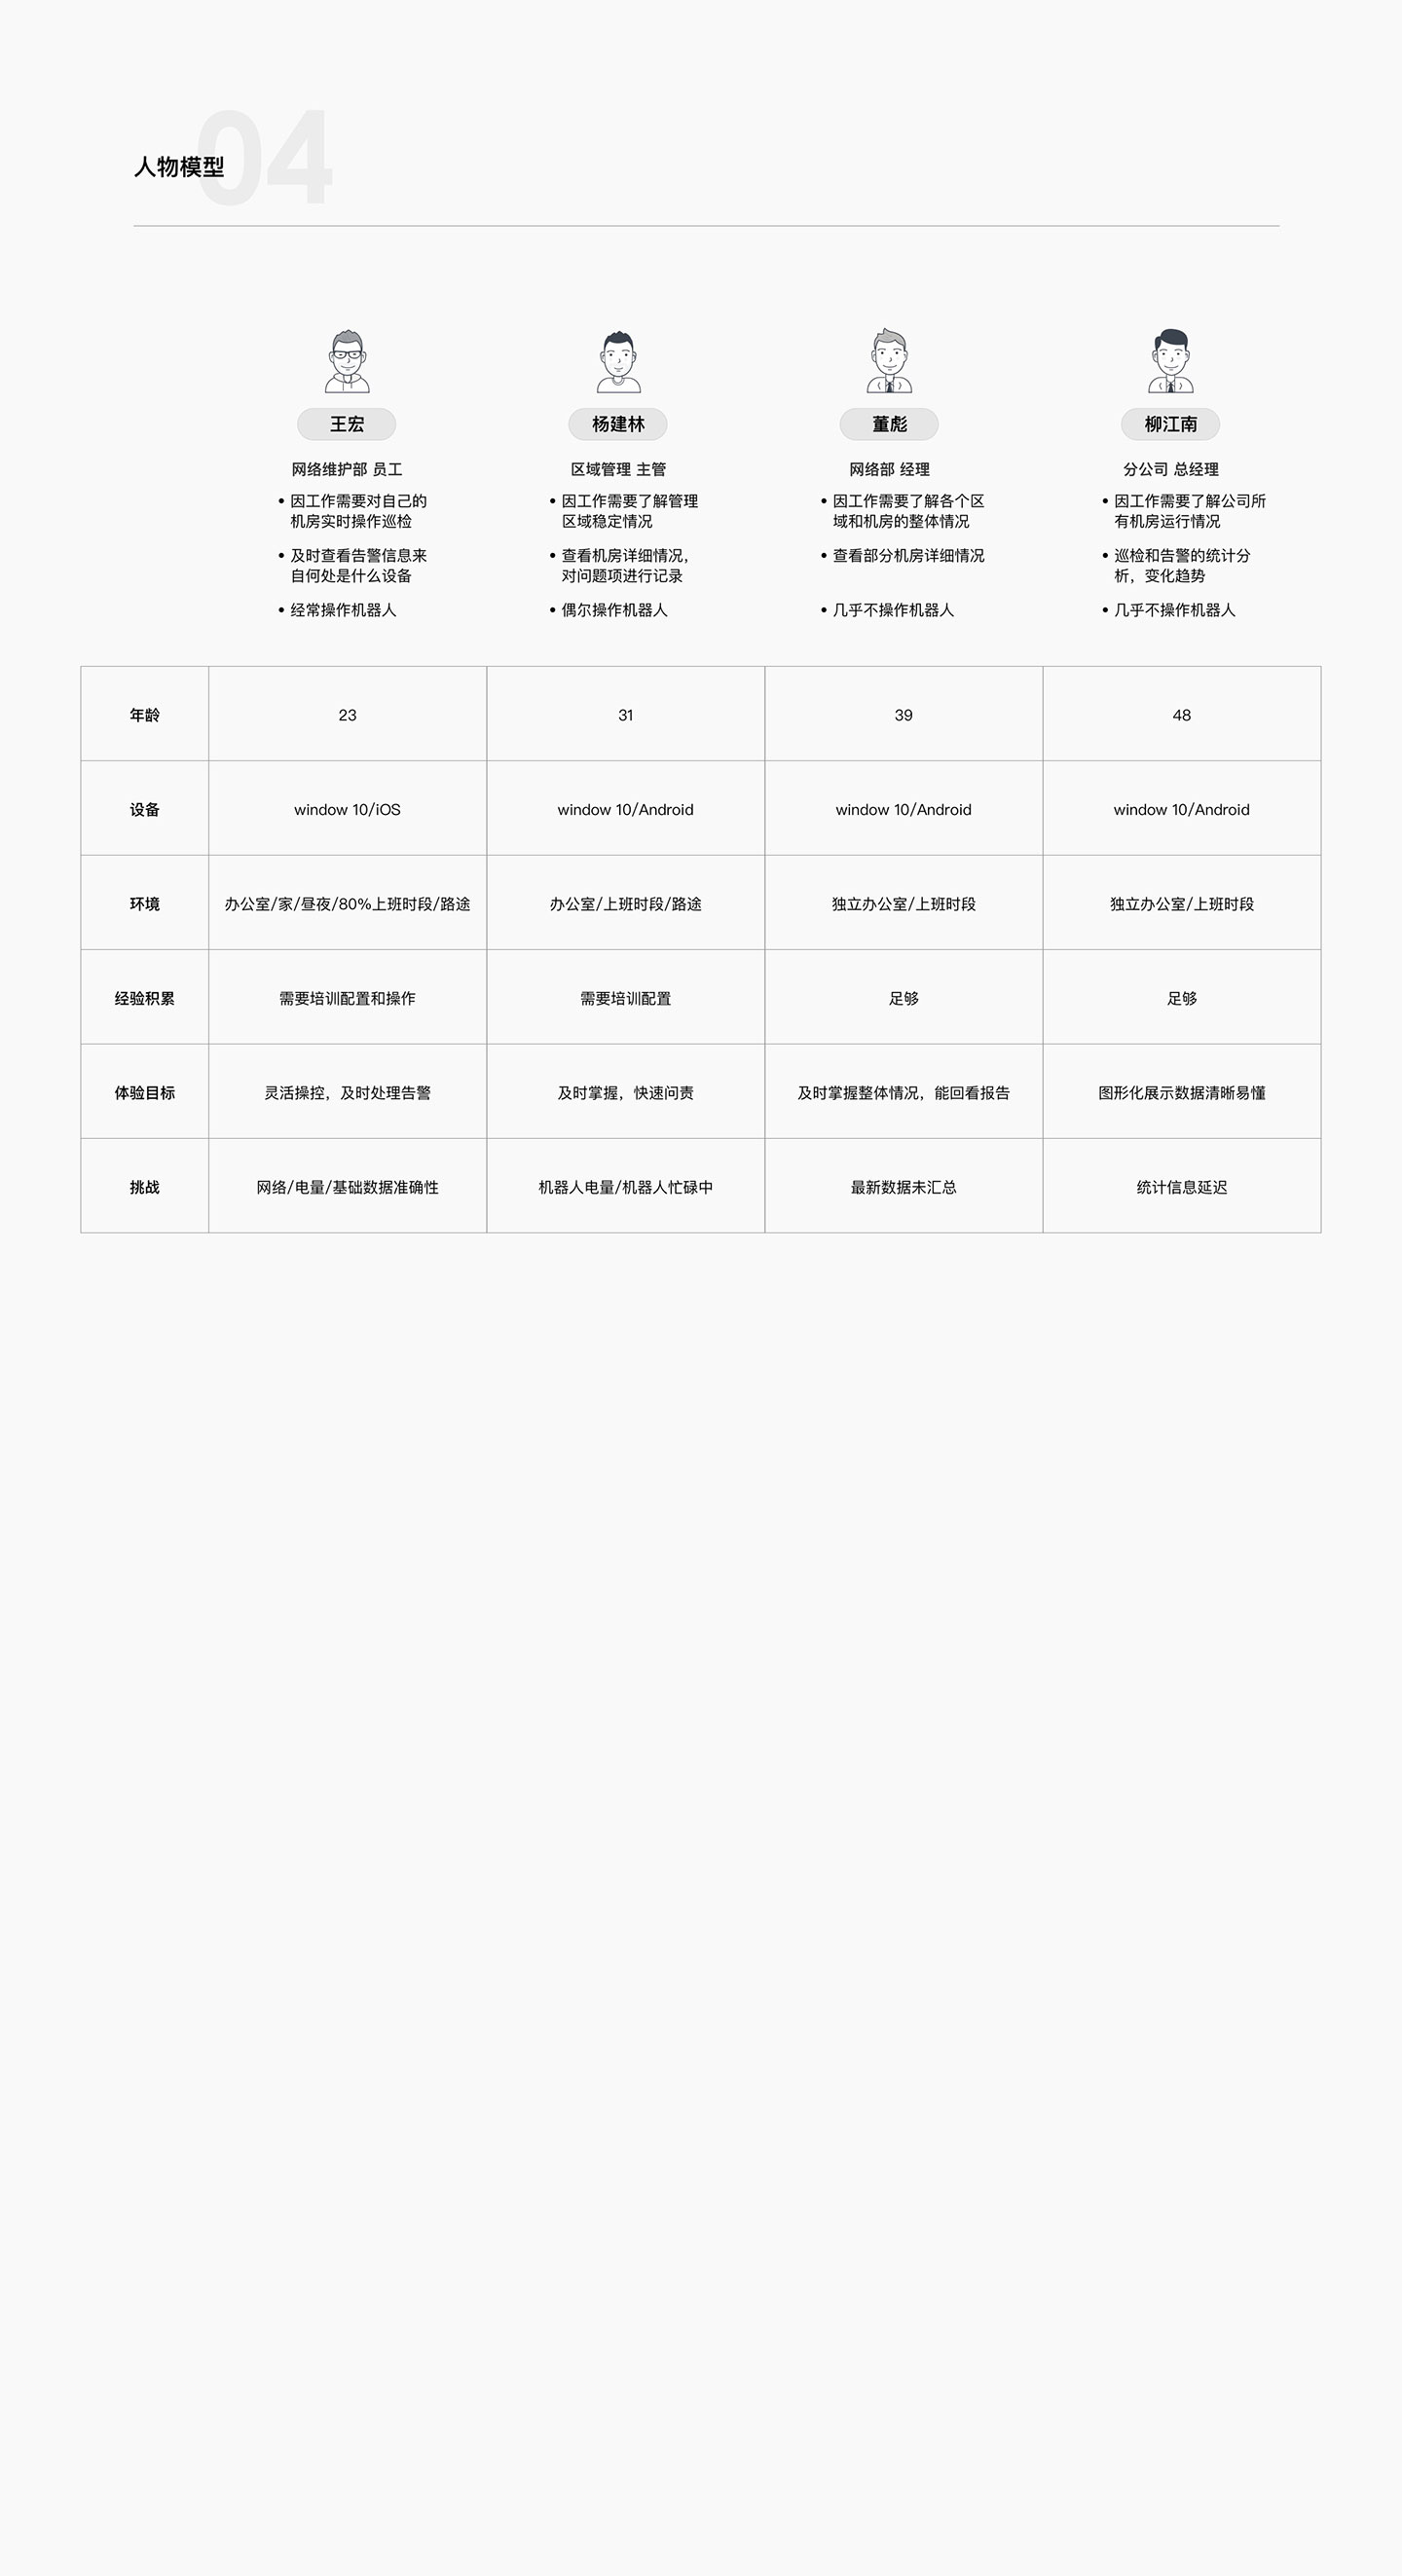 04
人物模型
王宏
网络维护部 员工
• 因工作需要对自己的
机房实时操作巡检
• 及时查看告警信息来
自何处是什么设备
• 经常操作机器人
杨建林
区域管理 主管
• 因工作需要了解管理
区域稳定情况
• 查看机房详细情况，
对问题项进行记录
• 偶尔操作机器人
董彪
网络部 经理
• 因工作需要了解各个区
域和机房的整体情况
• 查看部分机房详细情况
• 几乎不操作机器人
柳江南
分公司 总经理
• 因工作需要了解公司所
有机房运行情况
• 巡检和告警的统计分
析，变化趋势
• 几乎不操作机器人
年龄 23 31 39 48
设备 window 10/iOS window 10/Android window 10/Android window 10/Android
环境 办公室/家/昼夜/80%上班时段/路途 办公室/上班时段/路途 独立办公室/上班时段 独立办公室/上班时段
经验积累 需要培训配置和操作 需要培训配置 足够 足够
体验目标 灵活操控，及时处理告警 及时掌握，快速问责 及时掌握整体情况，能回看报告 图形化展示数据清晰易懂
挑战 网络/电量/基础数据准确性 机器人电量/机器人忙碌中 最新数据未汇总 统计信息延迟